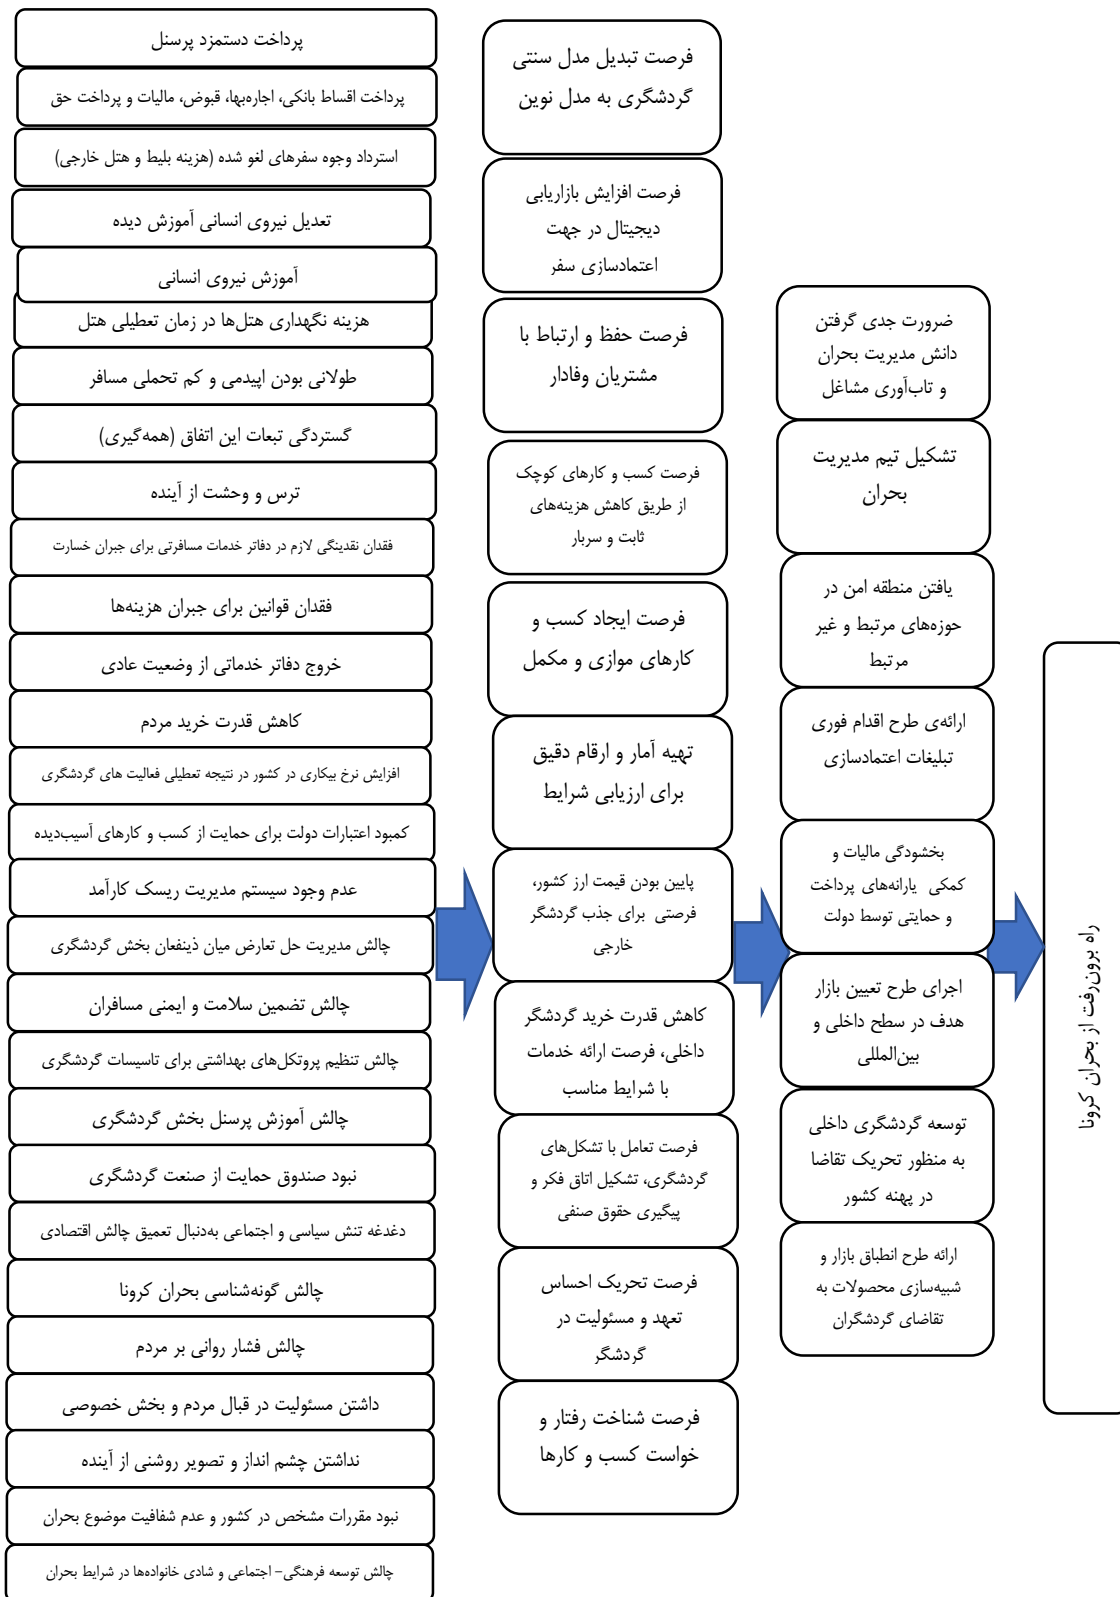 پرداخت دستمزد پرسنل
پرداخت اقساط بانکی، اجاره‌بها، قبوض، مالیات و پرداخت حق
استرداد وجوه سفرهای لغو شده (هزینه بلیط و هتل خارجی)
تعدیل نیروی انسانی آموزش دیده
آموزش نیروی انسانی
هزینه نگهداری هتل‌ها در زمان تعطیلی هتل
طولانی بودن اپیدمی و کم تحملی مسافر
گستردگی تبعات این اتفاق (همه‌گیری)
ترس و وحشت از آینده
فقدان نقدینگی لازم در دفاتر خدمات مسافرتی برای جبران خسارت
فقدان قوانین برای جبران هزینه‌ها
خروج دفاتر خدماتی از وضعیت عادی
کاهش قدرت خرید مردم
افزایش نرخ بیکاری در کشور در نتیجه تعطیلی فعالیت های گردشگری
کمبود اعتبارات دولت برای حمایت از کسب و کارهای آسیب‌دیده
عدم وجود سیستم مدیریت ریسک کارآمد
چالش مدیریت حل تعارض میان ذینفعان بخش گردشگری
چالش تضمین سلامت و ایمنی مسافران
چالش تنظیم پروتکل‌های بهداشتی برای تاسیسات گردشگری
چالش آموزش پرسنل بخش گردشگری
نبود صندوق حمایت از صنعت گردشگری
دغدغه تنش سیاسی و اجتماعی به‌دنبال تعمیق چالش اقتصادی
چالش گونه‌شناسی بحران کرونا
چالش فشار روانی بر مردم
داشتن مسئولیت در قبال مردم و بخش خصوصی
نداشتن چشم انداز و تصویر روشنی از آینده
نبود مقررات مشخص در کشور و عدم شفافیت موضوع بحران
چالش توسعه فرهنگی- اجتماعی و شادی خانواده‌ها در شرایط بحران
فرصت تبدیل مدل سنتی
گردشگری به مدل نوین
فرصت افزایش بازاریابی
دیجیتال در جهت
اعتمادسازی سفر
فرصت حفظ و ارتباط با
مشتریان وفادار
فرصت کسب و کارهای کوچک
از طریق کاهش هزینه‌های
ثابت و سربار
فرصت ایجاد کسب و
کارهای موازی و مکمل
تهیه آمار و ارقام دقیق
برای ارزیابی شرایط
پایین بودن قیمت ارز کشور،
فرصتی برای جذب گردشگر
خارجی
کاهش قدرت خرید گردشگر
داخلی، فرصت ارائه خدمات
با شرایط مناسب
فرصت تعامل با تشکل‌های
گردشگری، تشکیل اتاق فکر و
پیگیری حقوق صنفی
فرصت تحریک احساس
تعهد و مسئولیت در
گردشگر
فرصت شناخت رفتار و
خواست کسب و کارها
ضرورت جدی گرفتن
دانش مدیریت بحران
و تاب‌آوری مشاغل
تشکیل تیم مدیریت
بحران
یافتن منطقه امن در
حوزه‌های مرتبط و غیر
مرتبط
ارائه‌ی طرح اقدام فوری
تبلیغات اعتمادسازی
بخشودگی مالیات و
کمکی یارانه‌های پرداخت
و حمایتی توسط دولت
اجرای طرح تعیین بازار
هدف در سطح داخلی و
بین‌المللی
توسعه گردشگری داخلی
به منظور تحریک تقاضا
در پهنه کشور
ارائه طرح انطباق بازار و
شبیه‌سازی محصولات به
تقاضای گردشگران
راه برون‌رفت از بحران کرونا